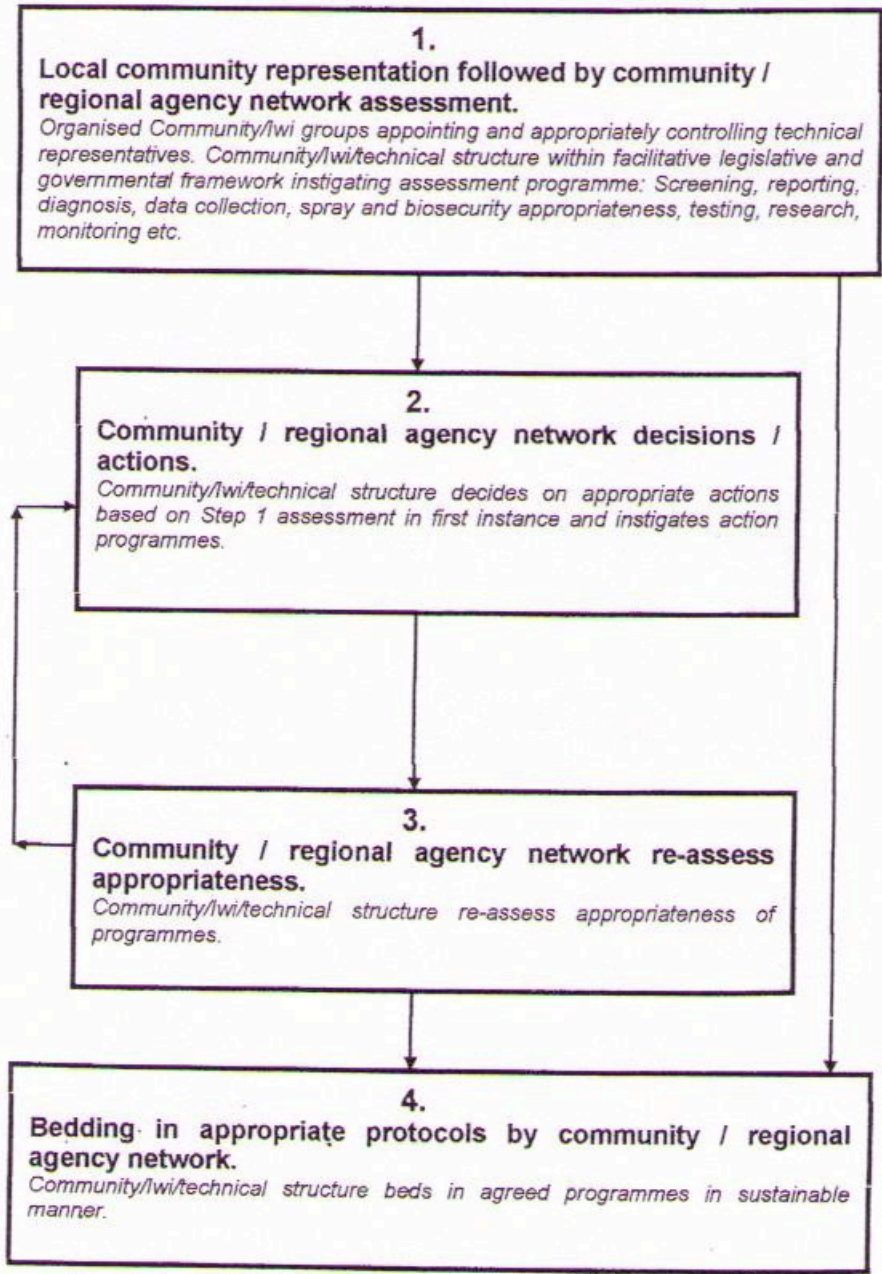 1.
Local community representation followed by community /
regional agency network assessment.
Organised Community/Iwi groups appointing and appropriately controlling technical
representatives. Community/Iwi/technical structure within facilitative legislative and
governmental framework instigating assessment programme: Screening, reporting,
diagnosis, data collection, spray and biosecurity appropriateness, testing, research,
monitoring etc.
2.
Community / regional agency network decisions /
actions.
Community/Iwi/technical structure decides on appropriate actions
based on Step 1 assessment in first instance and instigates action
programmes.
3.
Community / regional agency network re-assess
appropriateness.
Community/Iwi/technical structure re-assess appropriateness of
programmes.
4.
Bedding in appropriate protocols by community / regional
agency network.
Community/Iwi/technical structure beds in agreed programmes in sustainable
manner.